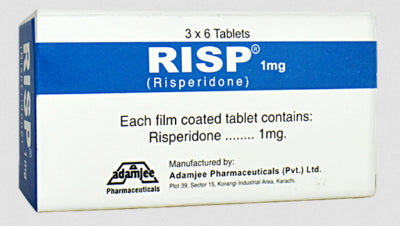 3 x 6 Tablets
RISP® 1mg
(Risperidone)
Each film coated tablet contains:
Risperidone ........ 1mg.
adamjee
Pharmaceuticals
Manufactured by:
Adamjee Pharmaceuticals (Pvt.) Ltd.
Plot 39, Sector 15, Korangi Industrial Area, Karachi.
RISP®
1mg